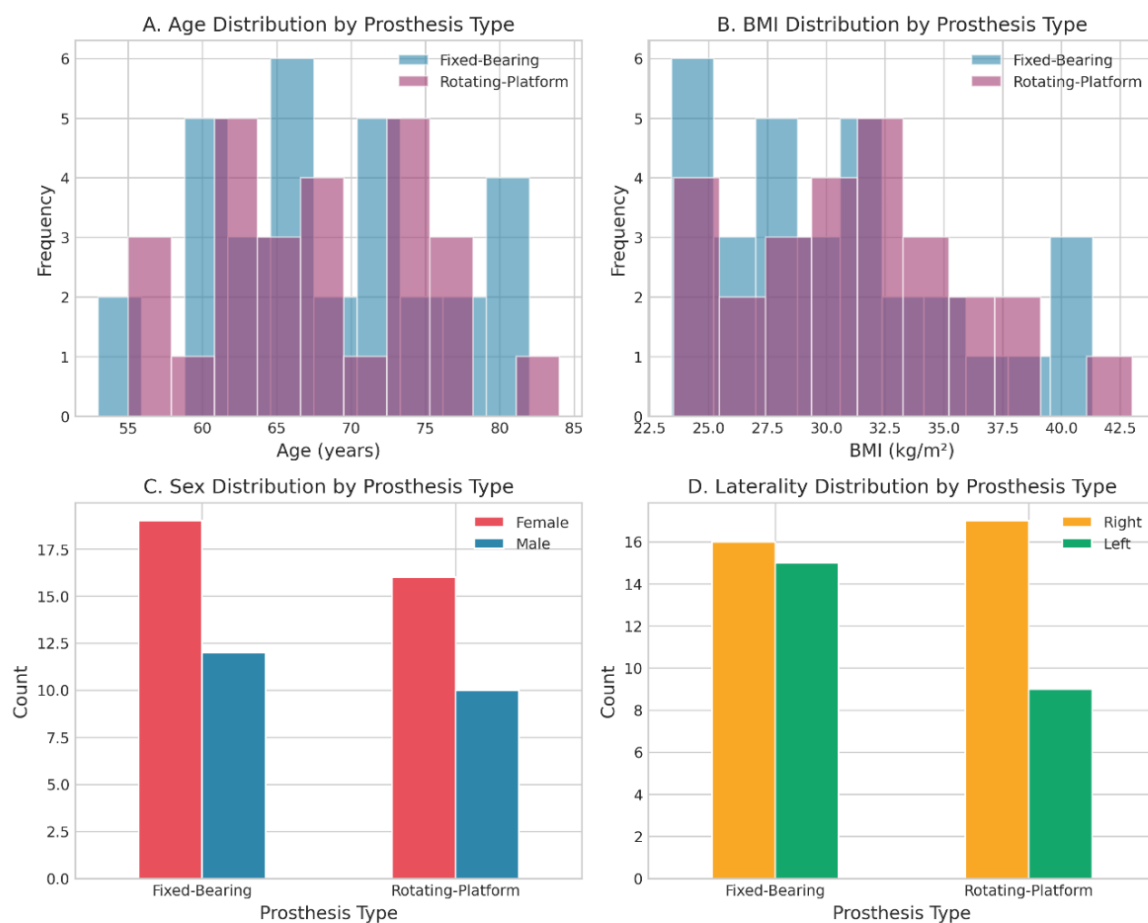 A. Age Distribution by Prosthesis Type
Fixed-Bearing
Rotating-Platform
6
5
4
3
2
1
0
Frequency
55 60 65 70 75 80 85
Age (years)
B. BMI Distribution by Prosthesis Type
Fixed-Bearing
Rotating-Platform
6
5
4
3
2
1
0
Frequency
22.5 25.0 27.5 30.0 32.5 35.0 37.5 40.0 42.5
BMI (kg/m²)
C. Sex Distribution by Prosthesis Type
Female
Male
17.5
15.0
12.5
10.0
7.5
5.0
2.5
0.0
Count
Fixed-Bearing Rotating-Platform
Prosthesis Type
D. Laterality Distribution by Prosthesis Type
Right
Left
16
14
12
10
8
6
4
2
0
Count
Fixed-Bearing Rotating-Platform
Prosthesis Type